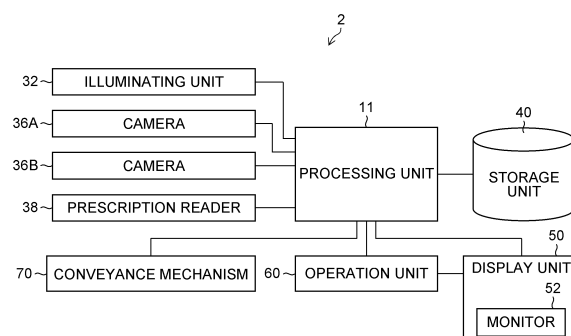 2
32 ILLUMINATING UNIT
36A CAMERA
36B CAMERA
38 PRESCRIPTION READER
11
PROCESSING UNIT
40
STORAGE
UNIT
70 CONVEYANCE MECHANISM
60 OPERATION UNIT
50
DISPLAY UNIT
52
MONITOR